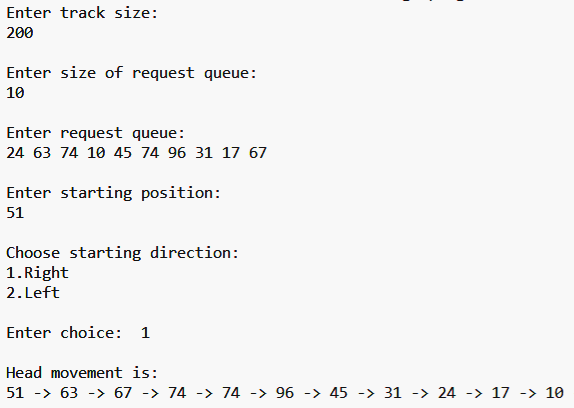 Enter track size:
200
Enter size of request queue:
10
Enter request queue:
24 63 74 10 45 74 96 31 17 67
Enter starting position:
51
Choose starting direction:
1.Right
2.Left
Enter choice:  1
Head movement is:
51 -> 63 -> 67 -> 74 -> 74 -> 96 -> 45 -> 31 -> 24 -> 17 -> 10